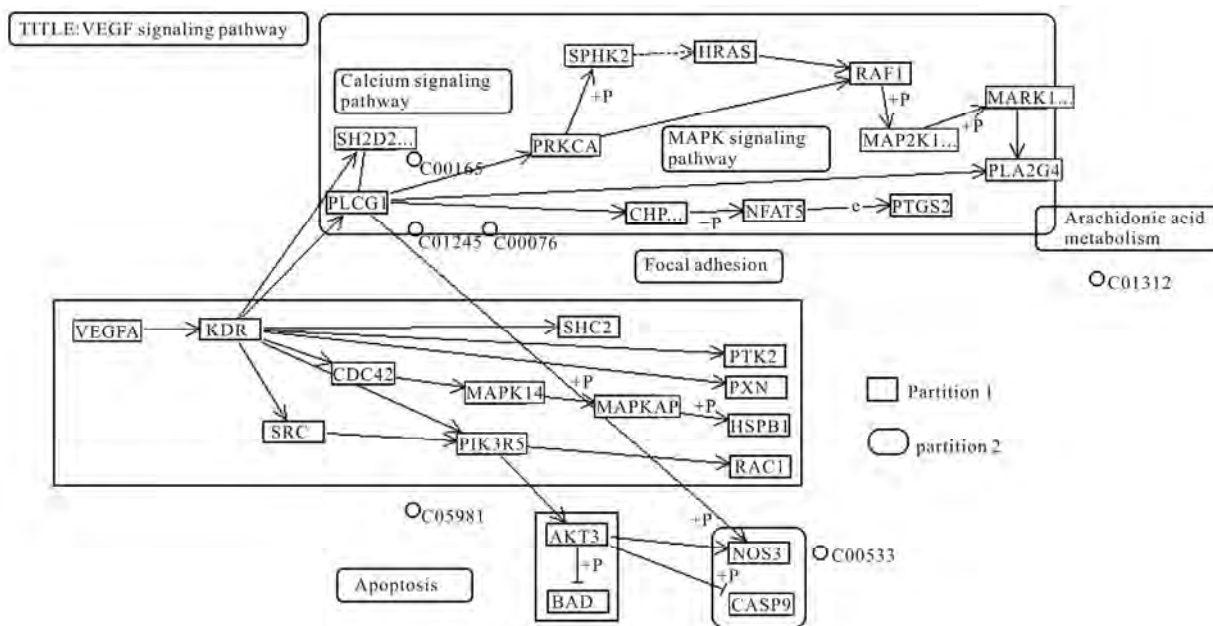 TITLE:VEGF signaling pathway
SPHK2
HRAS
RAF1
Calcium signaling
pathway
+P
+P
MARK1...
SH2D2...
PRKCA
MAPK signaling
pathway
MAP2K1...
+P
C00165
PLA2G4
PLCG1
CHP...
-P
NFAT5
e
PTGS2
C01245
C00076
Arachidonic acid
metabolism
Focal adhesion
C01312
VEGFA
KDR
SHC2
PTK2
CDC42
MAPK14
+P
MAPKAP
+P
PXN
HSPB1
Partition 1
SRC
PIK3R5
RAC1
partition 2
C05981
+P
AKT3
NOS3
C00533
+P
+P
Apoptosis
BAD
CASP9